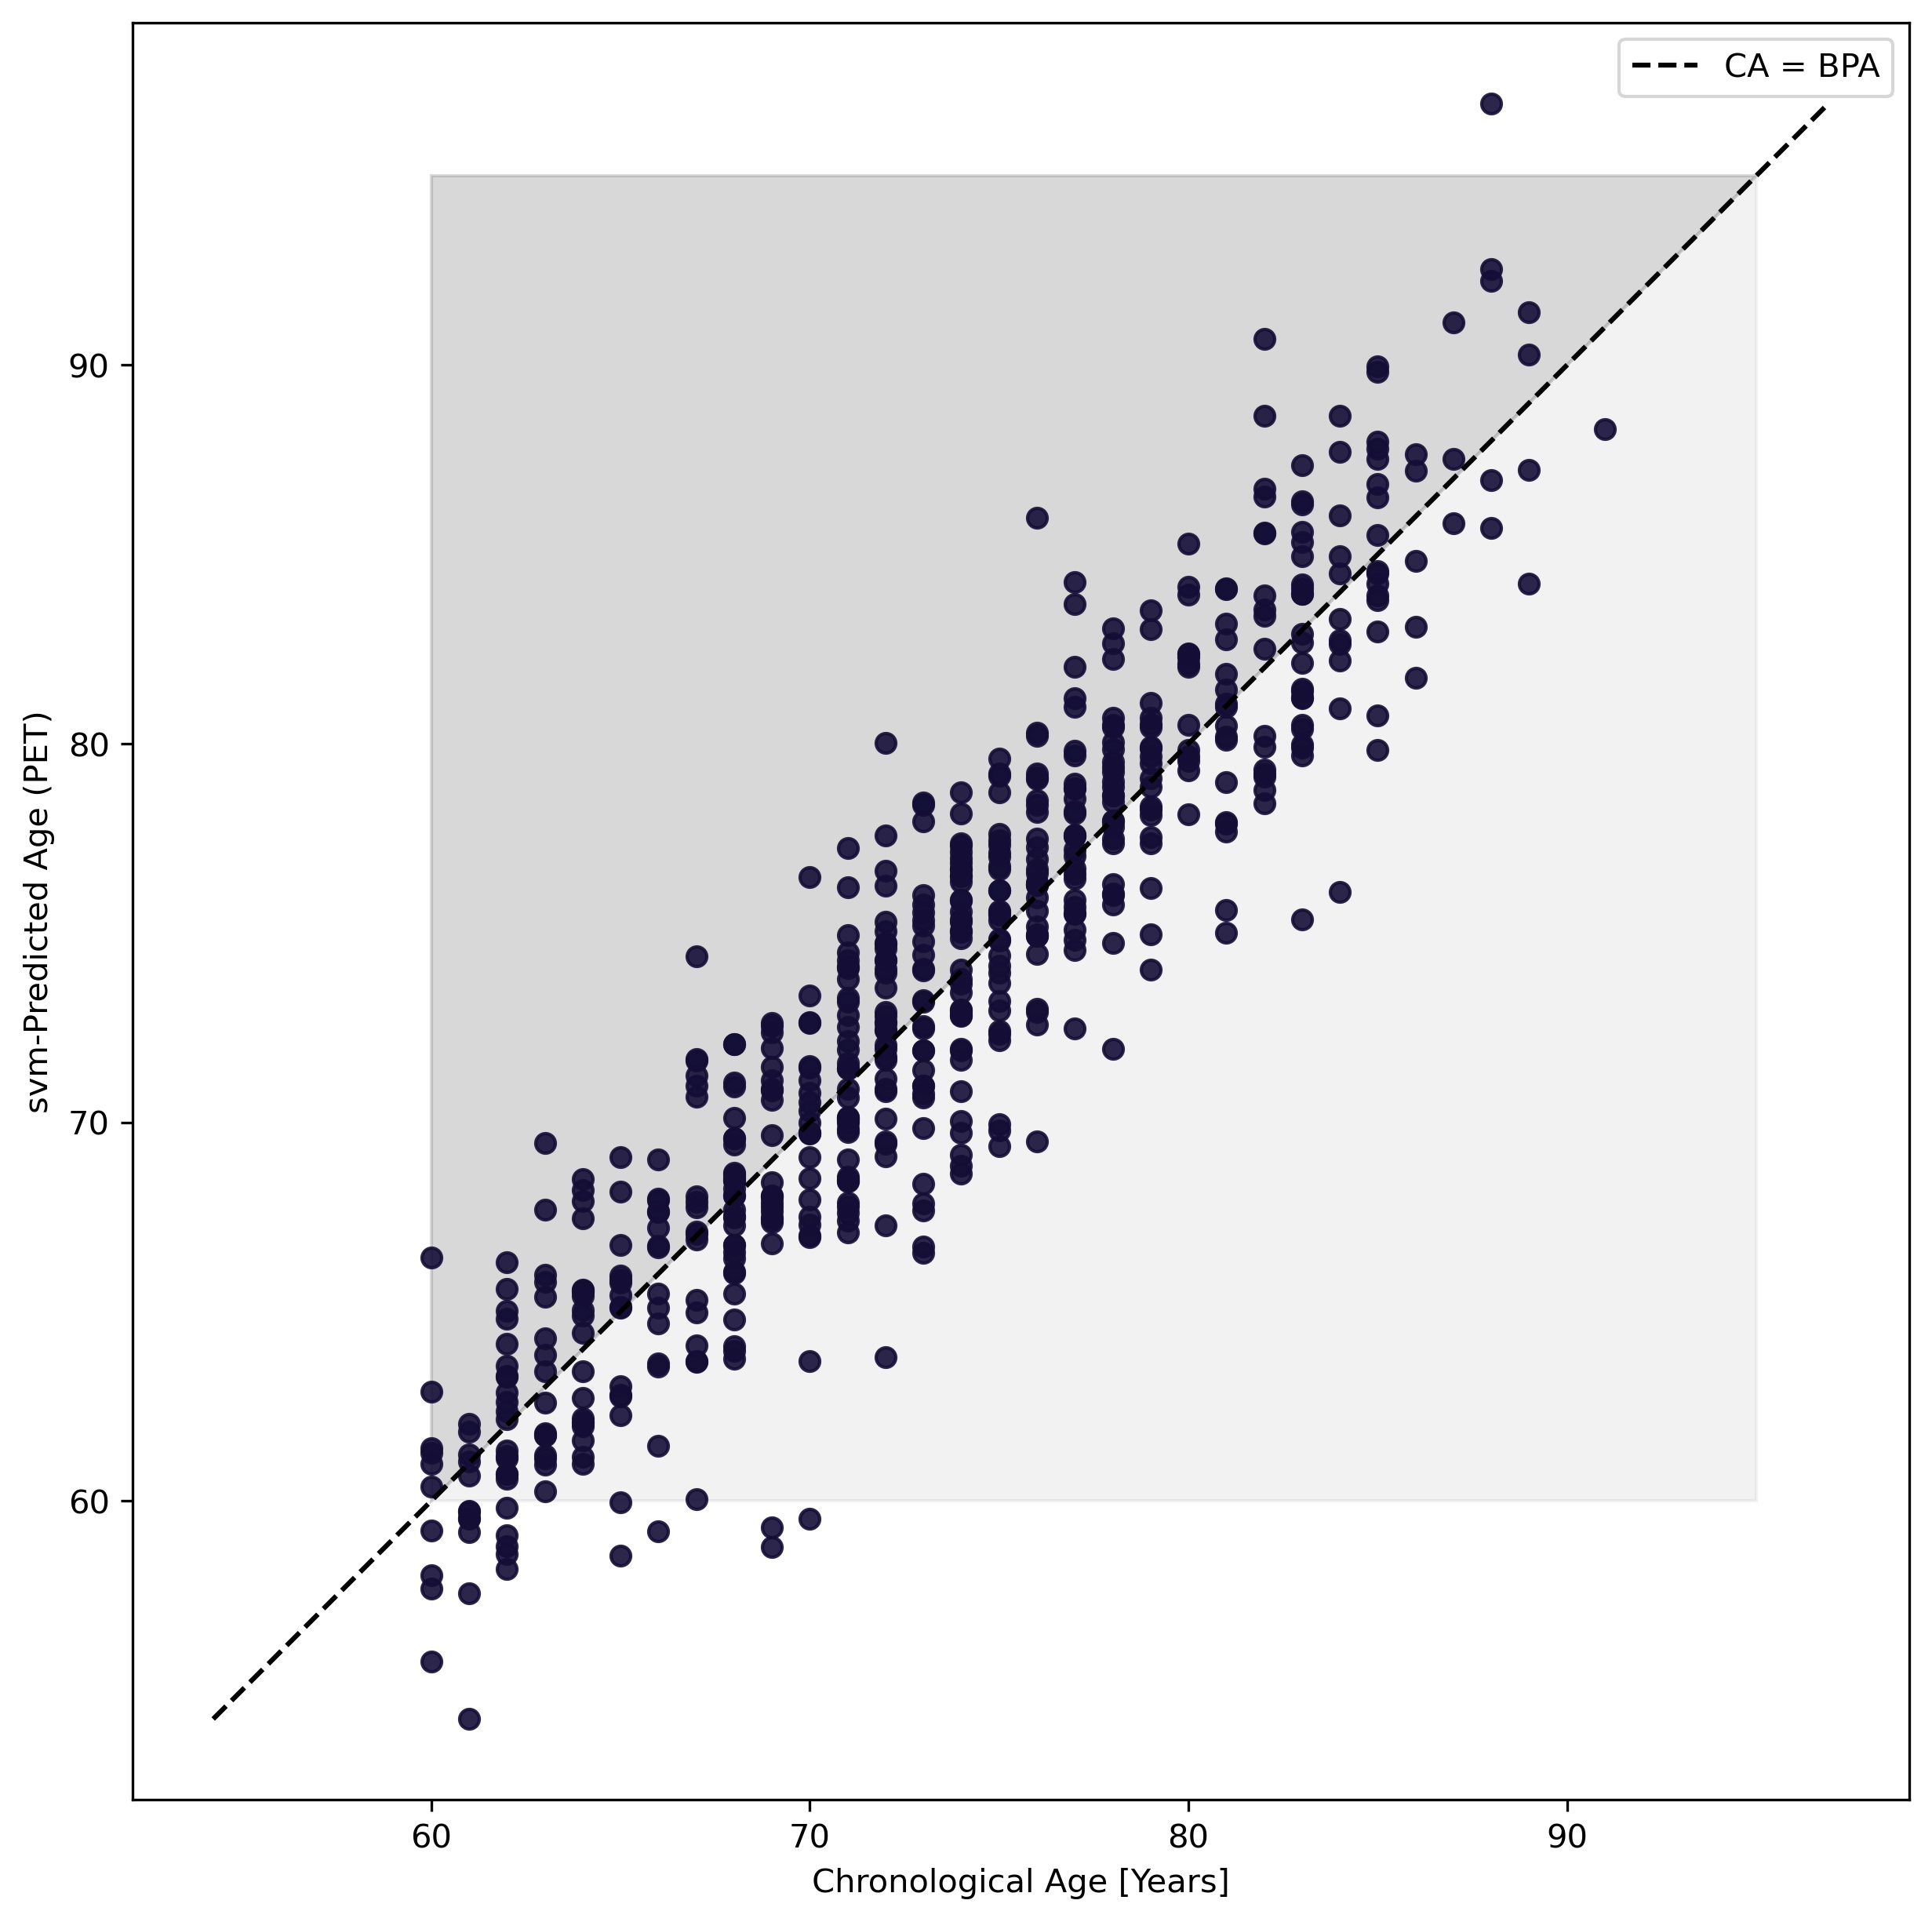 CA = BPA
90
80
70
60
svm-Predicted Age (PET)
60 70 80 90
Chronological Age [Years]